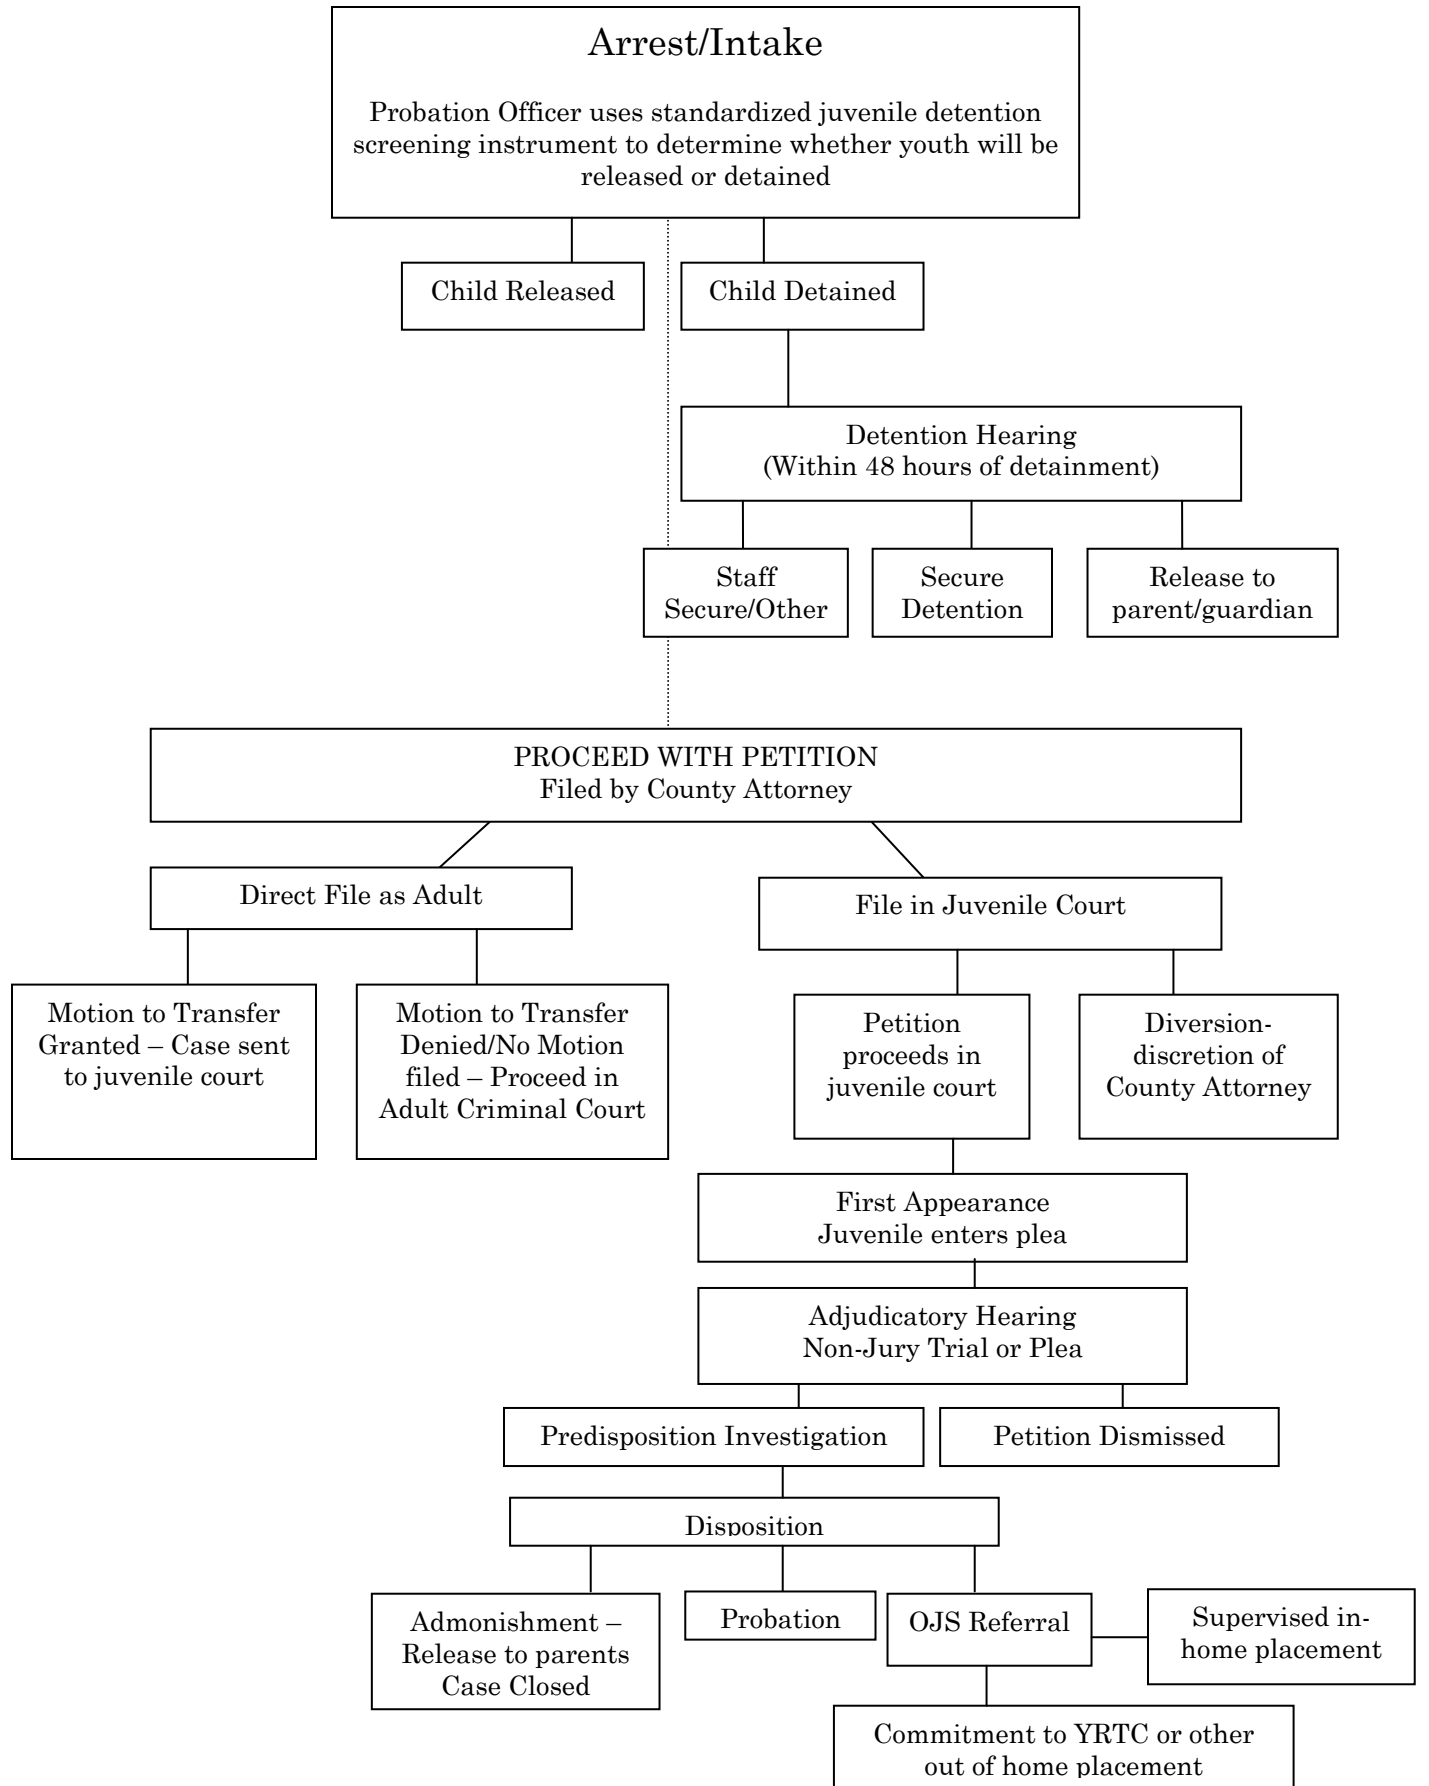 Arrest/Intake
Probation Officer uses standardized juvenile detention
screening instrument to determine whether youth will be
released or detained
Child Released
Child Detained
Detention Hearing
(Within 48 hours of detainment)
Staff
Secure/Other
Secure
Detention
Release to
parent/guardian
PROCEED WITH PETITION
Filed by County Attorney
Direct File as Adult
File in Juvenile Court
Motion to Transfer
Granted – Case sent
to juvenile court
Motion to Transfer
Denied/No Motion
filed – Proceed in
Adult Criminal Court
Petition
proceeds in
juvenile court
Diversion-
discretion of
County Attorney
First Appearance
Juvenile enters plea
Adjudicatory Hearing
Non-Jury Trial or Plea
Predisposition Investigation
Petition Dismissed
Disposition
Admonishment –
Release to parents
Case Closed
Probation
OJS Referral
Supervised in-
home placement
Commitment to YRTC or other
out of home placement